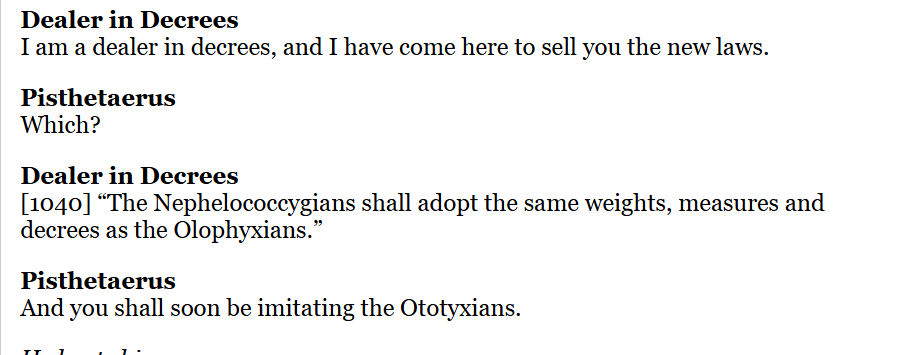 Dealer in Decrees
I am a dealer in decrees, and I have come here to sell you the new laws.
Pisthetaerus
Which?
Dealer in Decrees
[1040] “The Nephelococcygians shall adopt the same weights, measures and
decrees as the Olophyxians.”
Pisthetaerus
And you shall soon be imitating the Ototyxians.